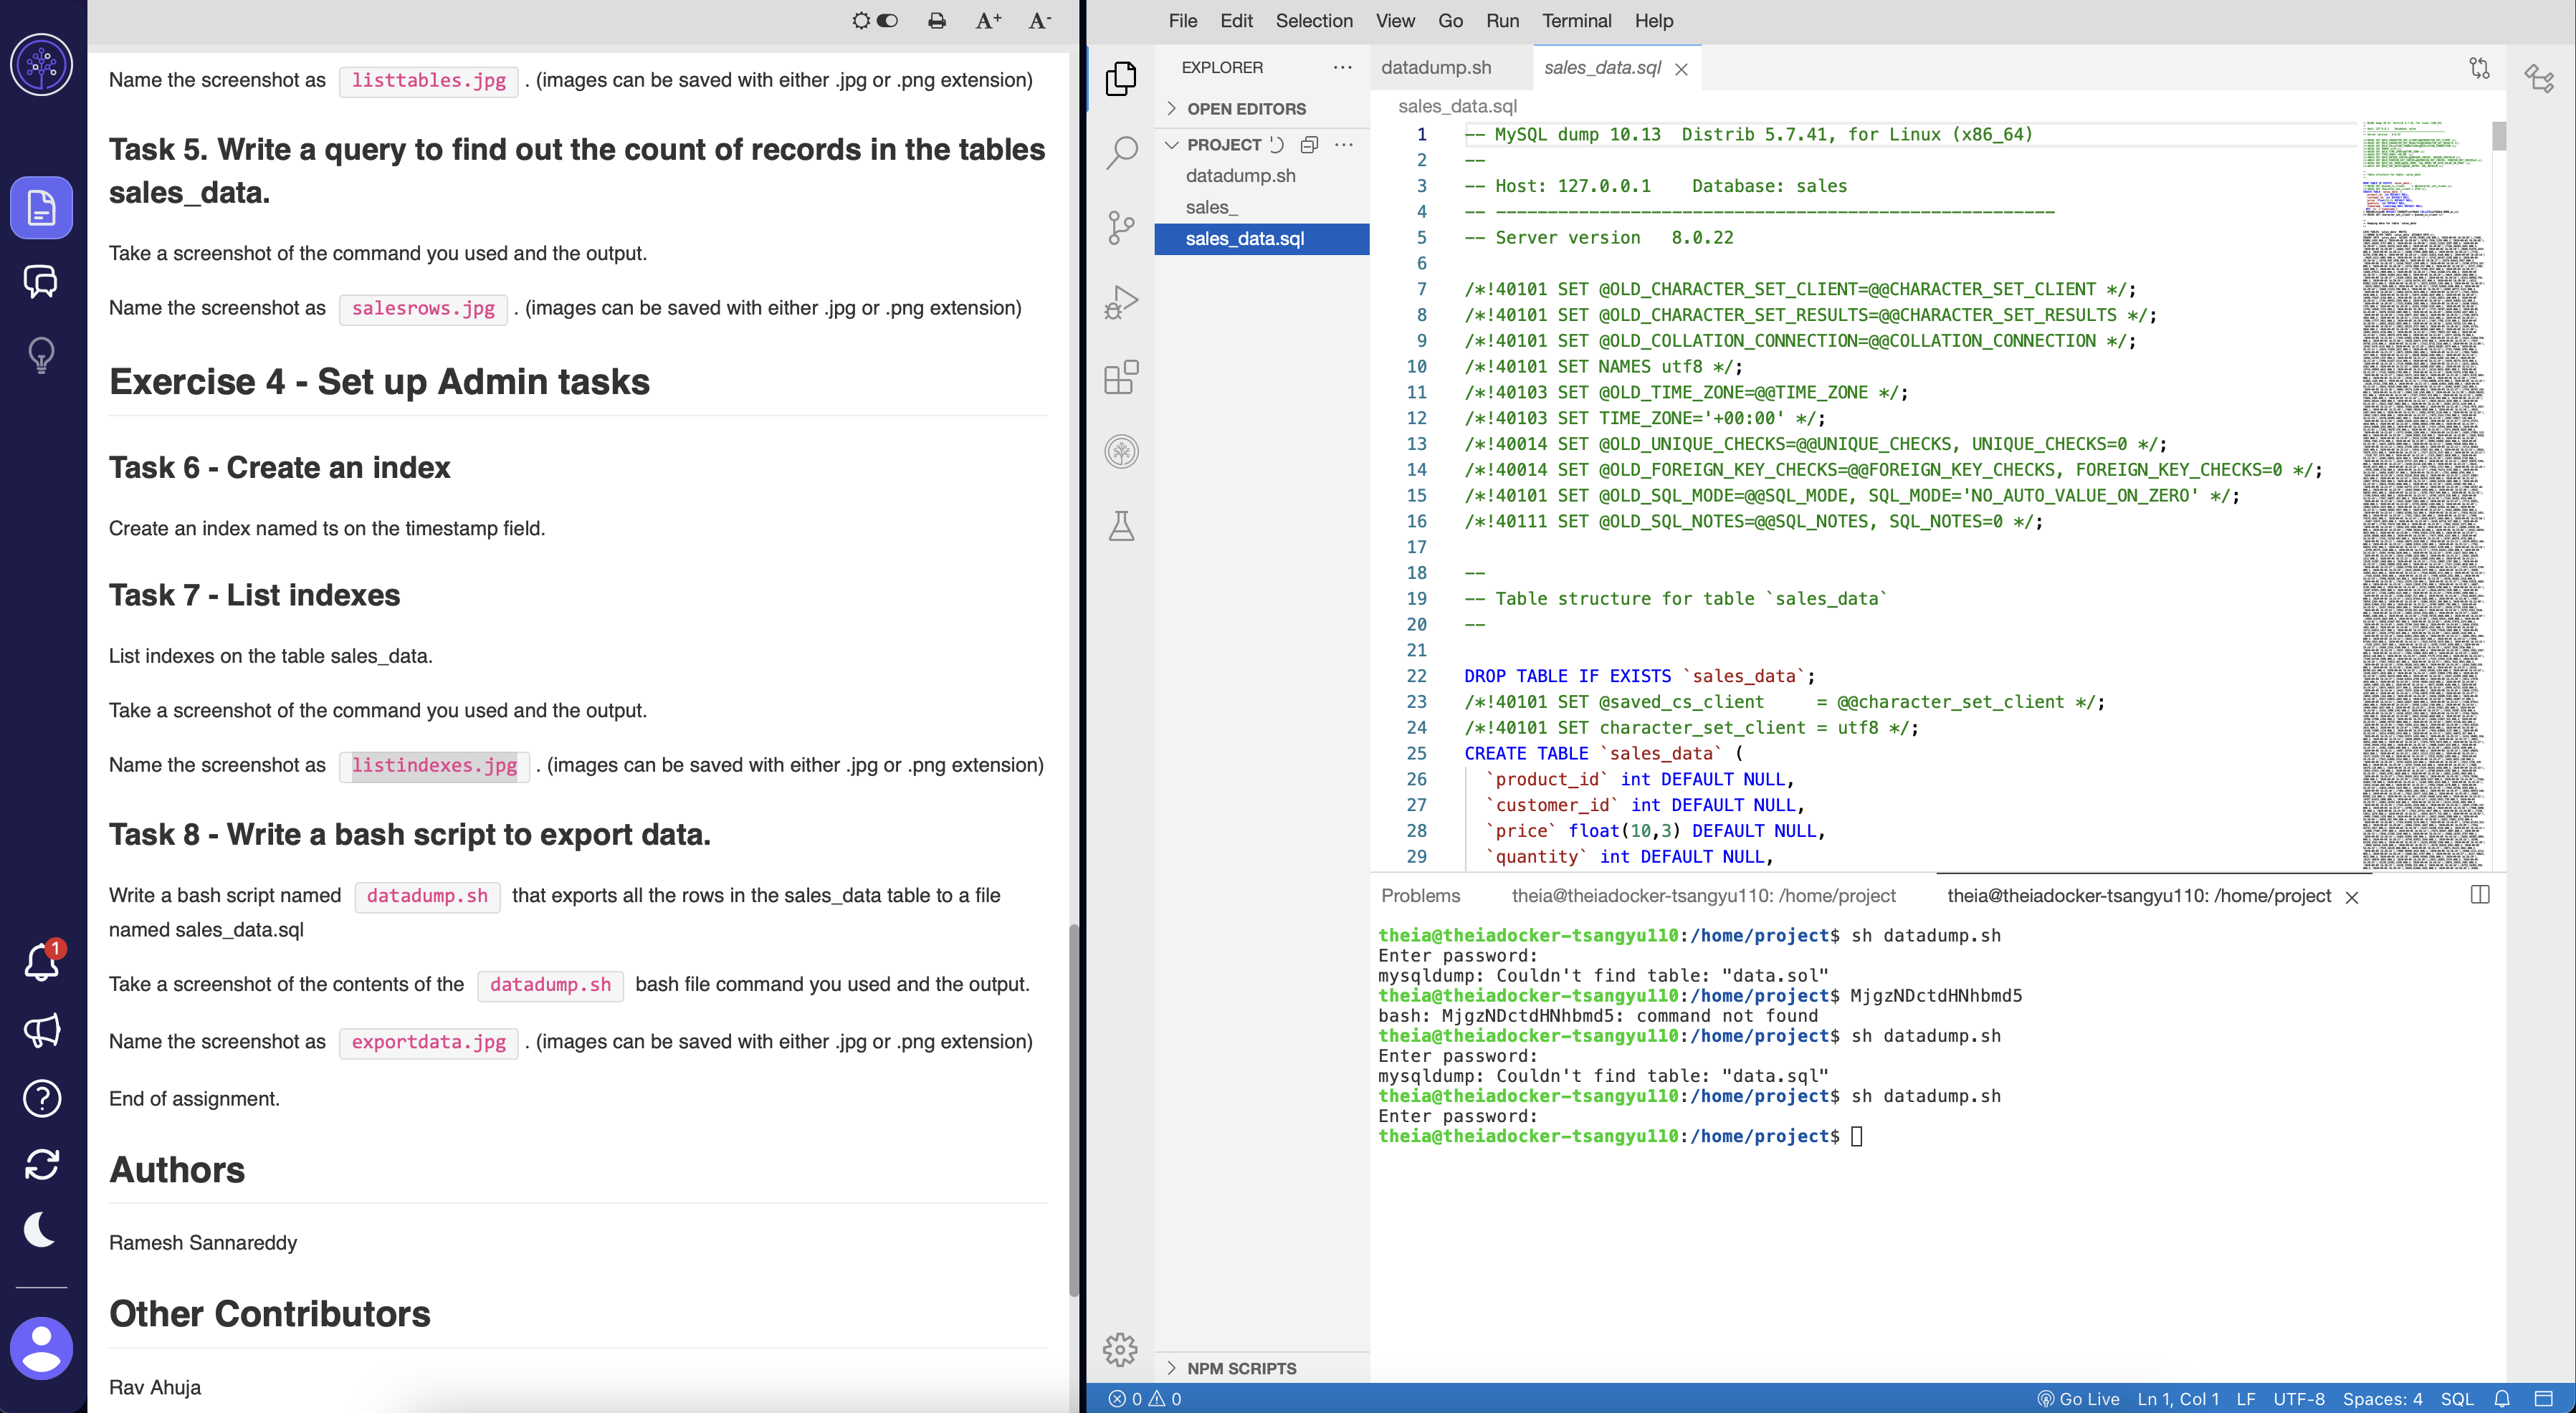 A+ A-
Name the screenshot as listtables.jpg . (images can be saved with either .jpg or .png extension)
Task 5. Write a query to find out the count of records in the tables
sales_data.
Take a screenshot of the command you used and the output.
Name the screenshot as salesrows.jpg . (images can be saved with either .jpg or .png extension)
Exercise 4 - Set up Admin tasks
Task 6 - Create an index
Create an index named ts on the timestamp field.
Task 7 - List indexes
List indexes on the table sales_data.
Take a screenshot of the command you used and the output.
Name the screenshot as listindexes.jpg . (images can be saved with either .jpg or .png extension)
Task 8 - Write a bash script to export data.
Write a bash script named datadump.sh that exports all the rows in the sales_data table to a file
named sales_data.sql
Take a screenshot of the contents of the datadump.sh bash file command you used and the output.
Name the screenshot as exportdata.jpg . (images can be saved with either .jpg or .png extension)
End of assignment.
Authors
Ramesh Sannareddy
Other Contributors
Rav Ahuja
1
File Edit Selection View Go Run Terminal Help
EXPLORER
OPEN EDITORS
PROJECT
datadump.sh
sales_
sales_data.sql
NPM SCRIPTS
datadump.sh sales_data.sql
sales_data.sql
1 -- MySQL dump 10.13  Distrib 5.7.41, for Linux (x86_64)
2 --
3 -- Host: 127.0.0.1    Database: sales
4 -- ------------------------------------------------------
5 -- Server version   8.0.22
6
7 /*!40101 SET @OLD_CHARACTER_SET_CLIENT=@@CHARACTER_SET_CLIENT */;
8 /*!40101 SET @OLD_CHARACTER_SET_RESULTS=@@CHARACTER_SET_RESULTS */;
9 /*!40101 SET @OLD_COLLATION_CONNECTION=@@COLLATION_CONNECTION */;
10 /*!40101 SET NAMES utf8 */;
11 /*!40103 SET @OLD_TIME_ZONE=@@TIME_ZONE */;
12 /*!40103 SET TIME_ZONE='+00:00' */;
13 /*!40014 SET @OLD_UNIQUE_CHECKS=@@UNIQUE_CHECKS, UNIQUE_CHECKS=0 */;
14 /*!40014 SET @OLD_FOREIGN_KEY_CHECKS=@@FOREIGN_KEY_CHECKS, FOREIGN_KEY_CHECKS=0 */;
15 /*!40101 SET @OLD_SQL_MODE=@@SQL_MODE, SQL_MODE='NO_AUTO_VALUE_ON_ZERO' */;
16 /*!40111 SET @OLD_SQL_NOTES=@@SQL_NOTES, SQL_NOTES=0 */;
17
18 --
19 -- Table structure for table `sales_data`
20 --
21
22 DROP TABLE IF EXISTS `sales_data`;
23 /*!40101 SET @saved_cs_client     = @@character_set_client */;
24 /*!40101 SET character_set_client = utf8 */;
25 CREATE TABLE `sales_data` (
26   `product_id` int DEFAULT NULL,
27   `customer_id` int DEFAULT NULL,
28   `price` float(10,3) DEFAULT NULL,
29   `quantity` int DEFAULT NULL,
Problems theia@theiadocker-tsangyu110: /home/project theia@theiadocker-tsangyu110: /home/project
theia@theiadocker-tsangyu110:/home/project$ sh datadump.sh
Enter password:
mysqldump: Couldn't find table: "data.sol"
theia@theiadocker-tsangyu110:/home/project$ MjgzNDctdHNhbmd5
bash: MjgzNDctdHNhbmd5: command not found
theia@theiadocker-tsangyu110:/home/project$ sh datadump.sh
Enter password:
mysqldump: Couldn't find table: "data.sql"
theia@theiadocker-tsangyu110:/home/project$ sh datadump.sh
Enter password:
theia@theiadocker-tsangyu110:/home/project$
0 0 Go Live Ln 1, Col 1 LF UTF-8 Spaces: 4 SQL